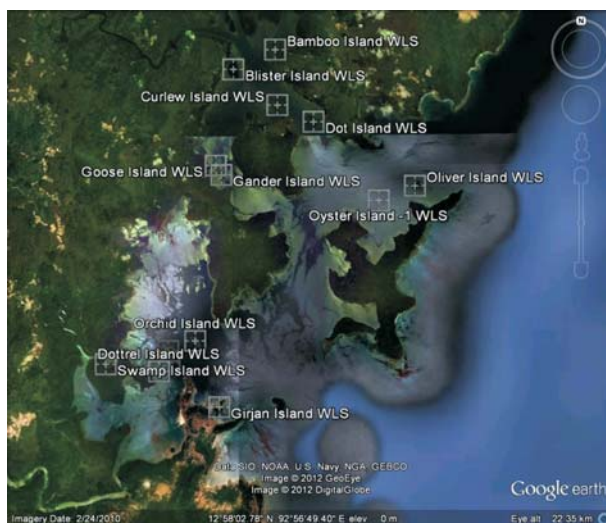 N
Bamboo Island WLS
Blister Island WLS
Curlew Island WLS
Dot Island WLS
Goose Island WLS
Gander Island WLS
Oliver Island WLS
Oyster Island -1 WLS
Orchid Island WLS
Dottrel Island WLS
Swamp Island WLS
Girjan Island WLS
Data SIO, NOAA, U.S. Navy, NGA, GEBCO
Image © 2012 GeoEye
Image © 2012 DigitalGlobe
Google earth
Imagery Date: 2/24/2010 12°58'02.78" N, 92°56'49.40" E elev 0 m Eye alt 22.35 km